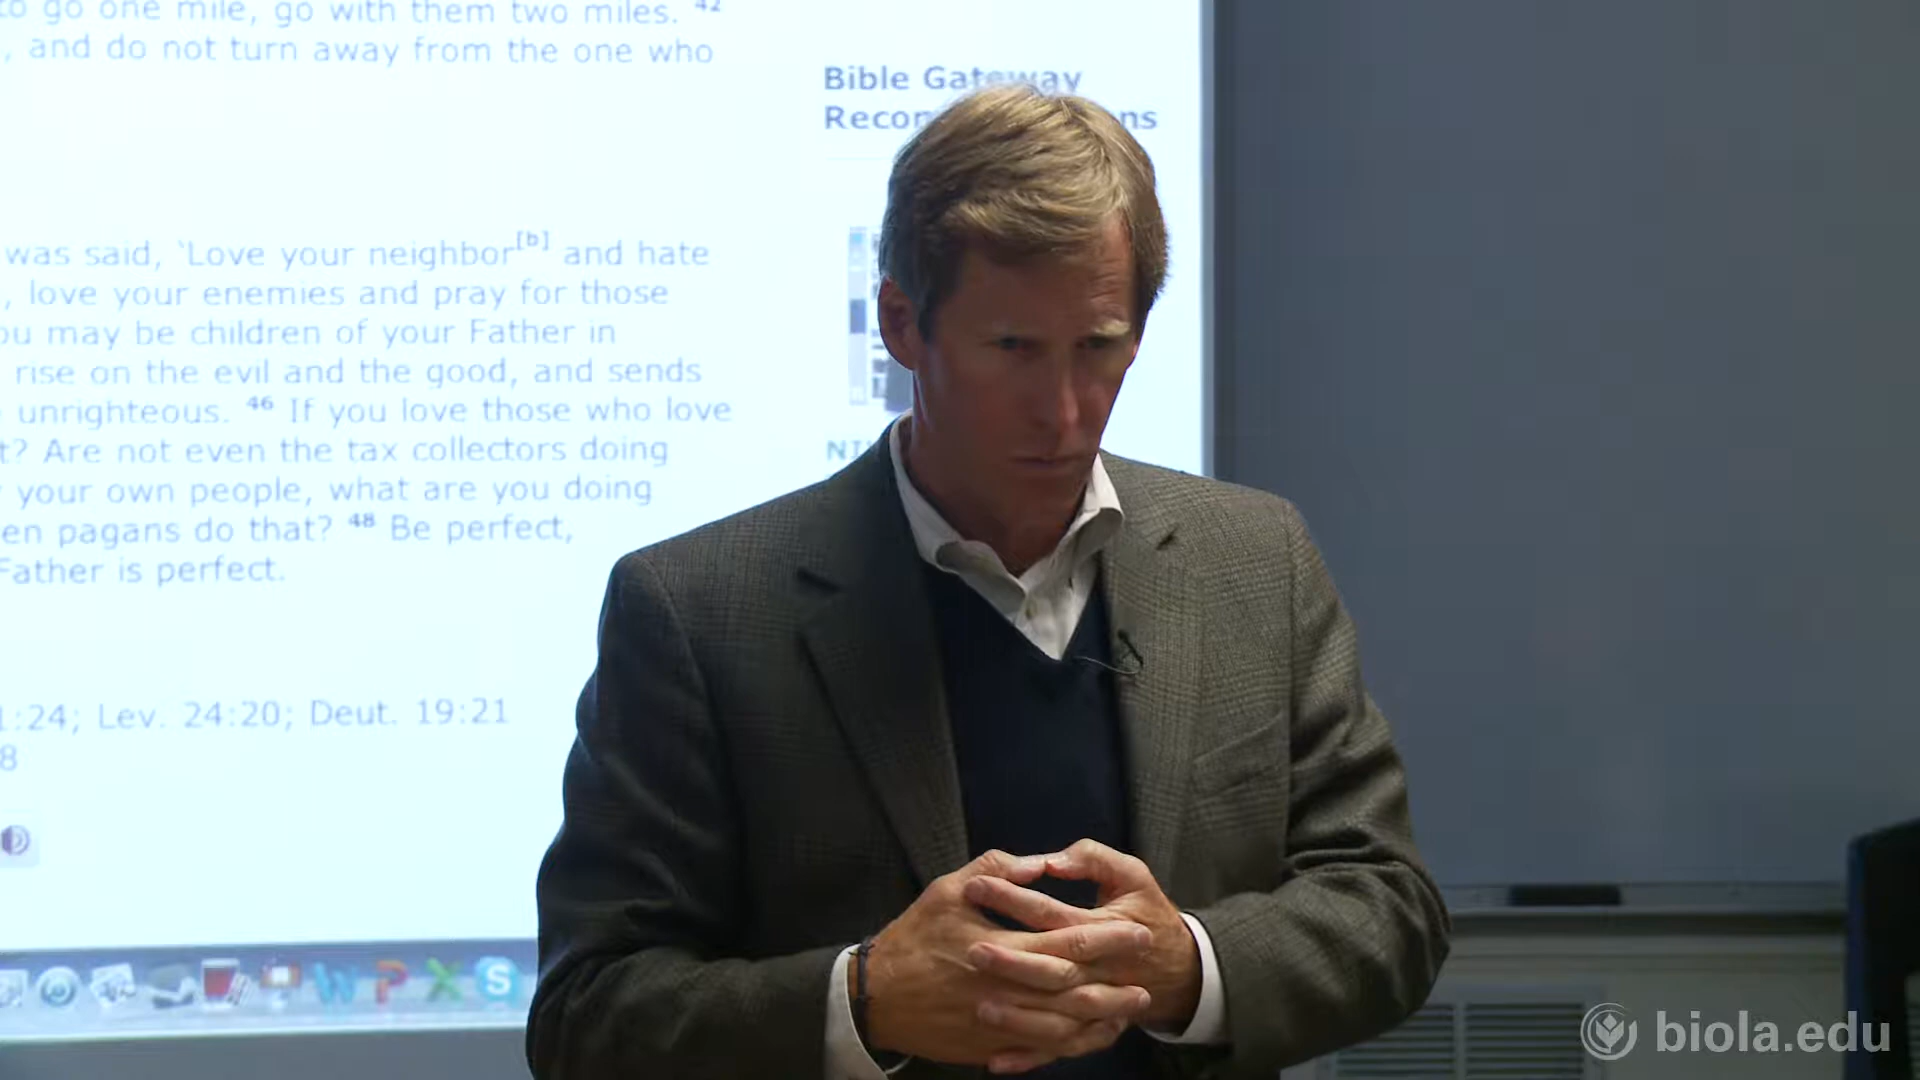 to go one mile, go with them two miles. 42
, and do not turn away from the one who
Bible Gateway
was said, ‘Love your neighbor[b] and hate
, love your enemies and pray for those
ou may be children of your Father in
rise on the evil and the good, and sends
unrighteous. 46 If you love those who love
t? Are not even the tax collectors doing
your own people, what are you doing
en pagans do that? 48 Be perfect,
Father is perfect.
1:24; Lev. 24:20; Deut. 19:21
8
biola.edu